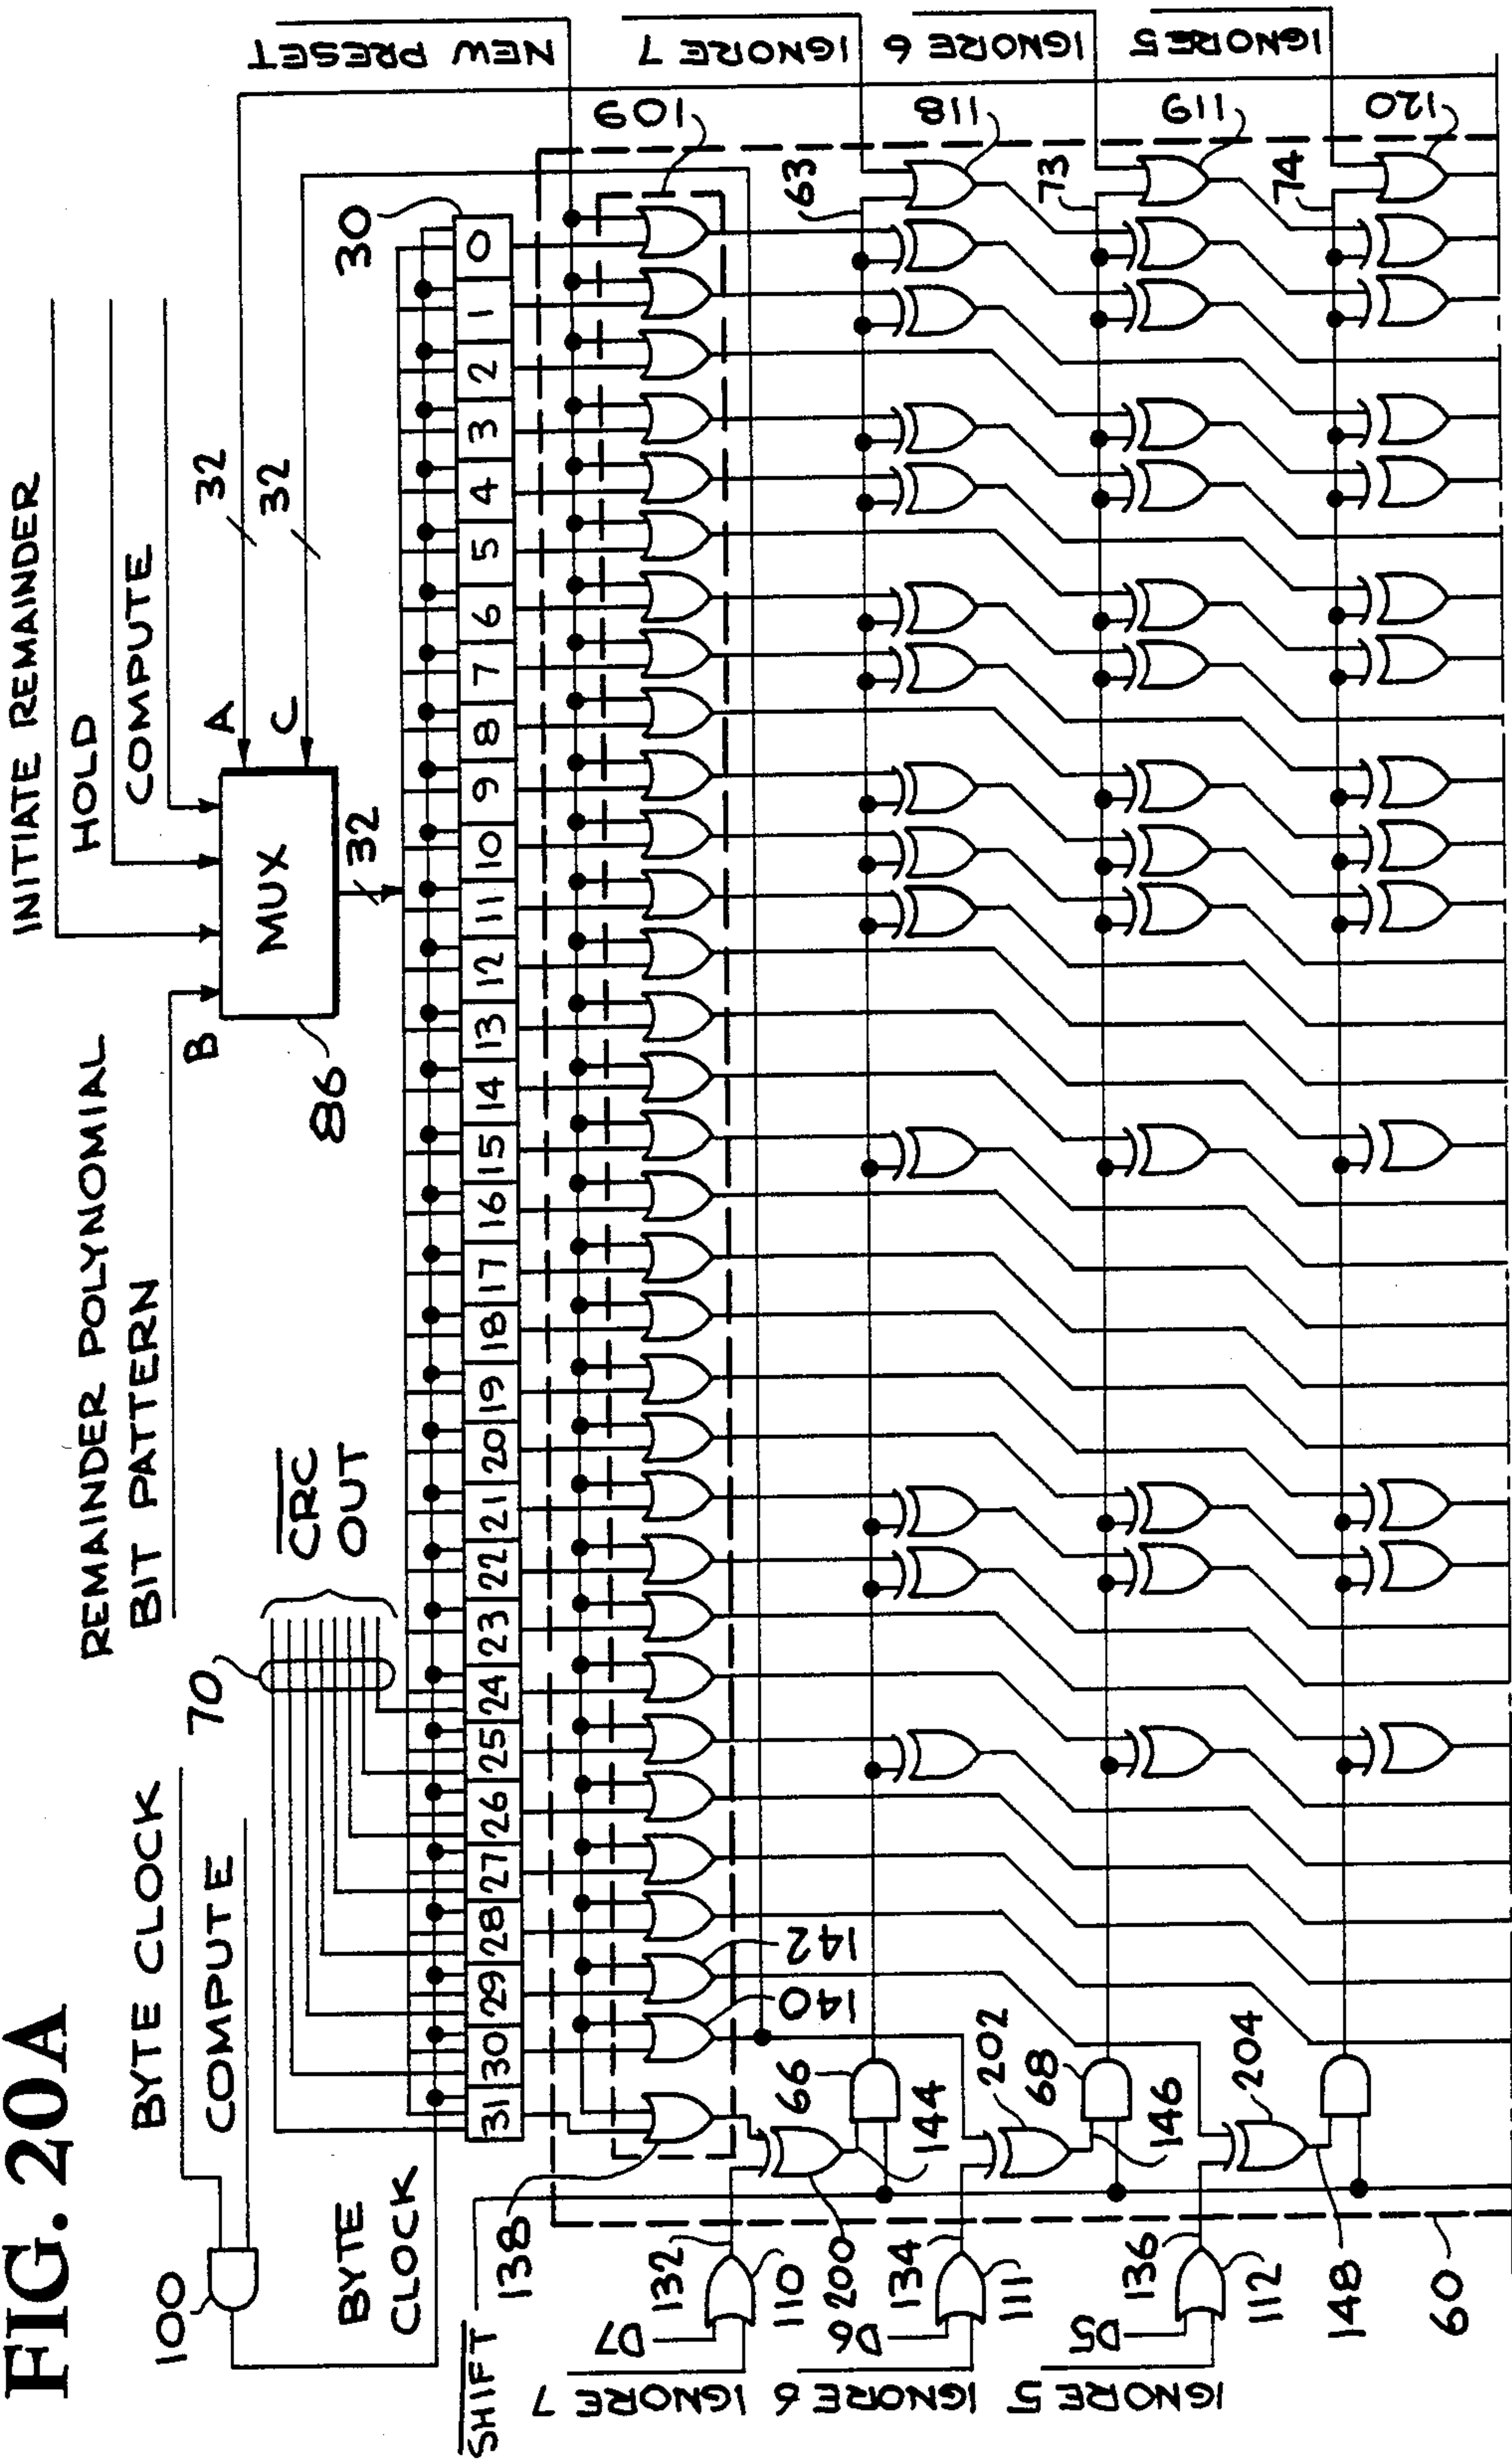 FIG. 20A
INITIATE REMAINDER
HOLD
COMPUTE
REMAINDER POLYNOMIAL
BIT PATTERN
BYTE CLOCK
COMPUTE
100
70
CRC
OUT
B
A
C
MUX
86
32
32
32
30
BYTE
CLOCK
SHIFT
31 30 29 28 27 26 25 24 23 22 21 20 19 18 17 16 15 14 13 12 11 10 9 8 7 6 5 4 3 2 1 0
NEW PRESET
109
138
140
142
IGNORE 7
D7
132
110
200
66
144
63
118
IGNORE 7
IGNORE 6
D6
134
111
202
68
146
73
119
IGNORE 6
IGNORE 5
D5
136
112
204
148
74
120
IGNORE 5
60